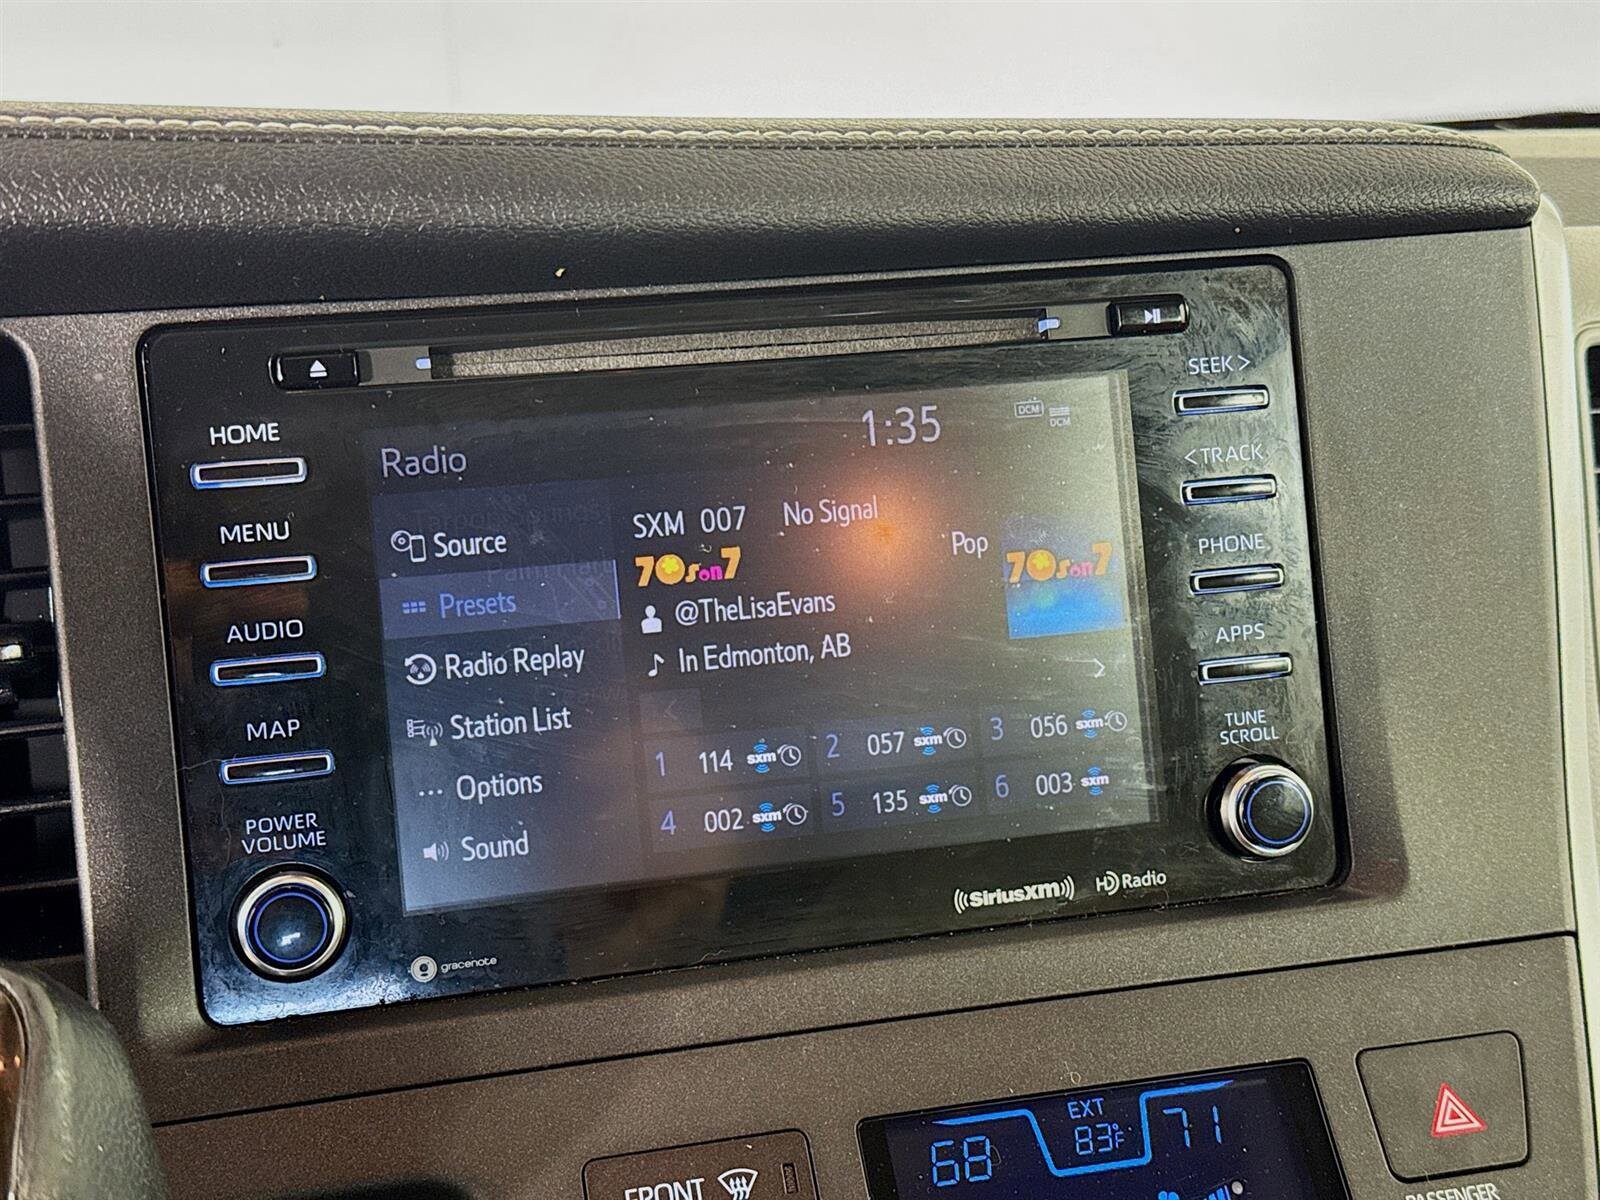 SEEK >
HOME
1:35
DCM
DCM
Radio
< TRACK
SXM 007
No Signal
MENU
Source
70s on 7
Pop
70s on 7
PHONE
Presets
@TheLisaEvans
AUDIO
APPS
Radio Replay
In Edmonton, AB
>
<
MAP
Station List
1 114 sxm
2 057 sxm
3 056 sxm
TUNE
SCROLL
... Options
4 002 sxm
5 135 sxm
6 003 sxm
POWER
VOLUME
Sound
((SiriusXM))
HD Radio
gracenote
EXT
68
83°F
71
FRONT
PASSENGER